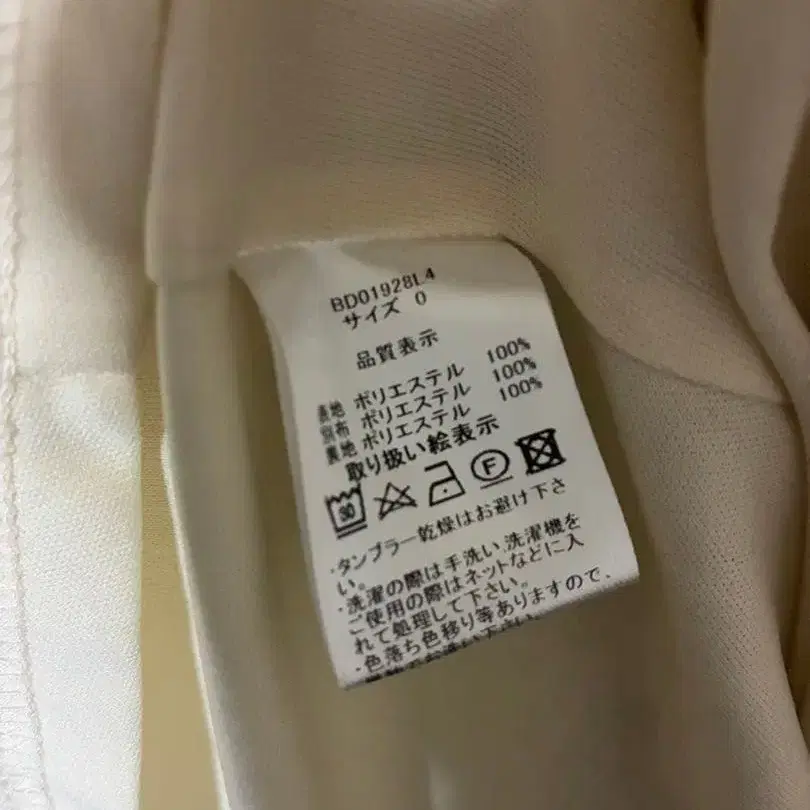 BD01928L4
サイズ 0
品質表示
表地 ポリエステル 100%
別布 ポリエステル 100%
裏地 ポリエステル 100%
取り扱い絵表示
F
・タンブラー乾燥はお避け下さ
い。
・洗濯の際は手洗い､洗濯機を
ご使用の際はネットなどに入
れて処理して下さい。
・色落ち色移り等ありますので､